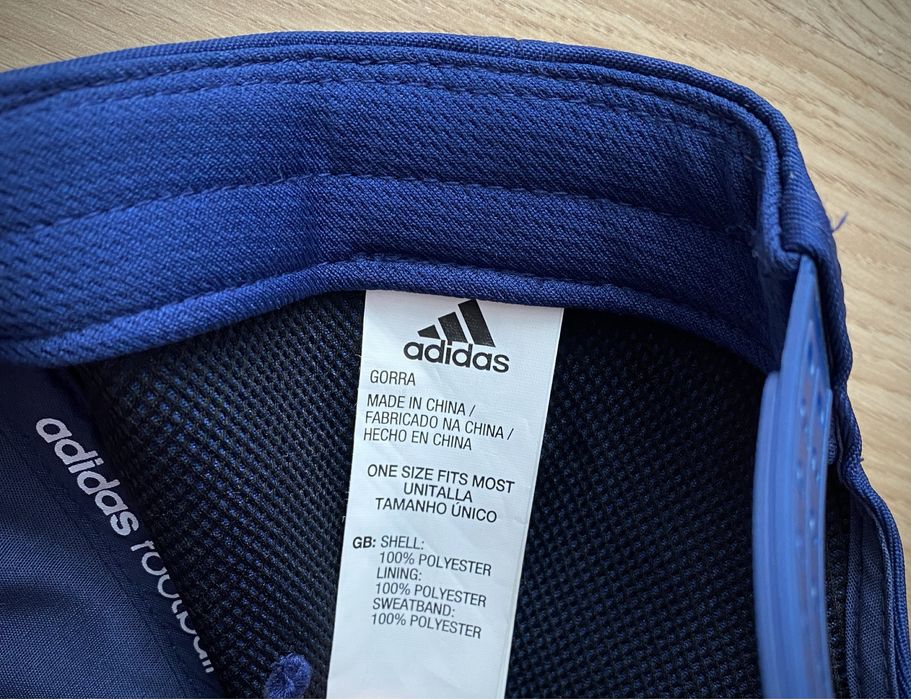 adidas
GORRA
MADE IN CHINA /
FABRICADO NA CHINA /
HECHO EN CHINA
ONE SIZE FITS MOST
UNITALLA
TAMANHO ÚNICO
GB: SHELL:
100% POLYESTER
LINING:
100% POLYESTER
SWEATBAND:
100% POLYESTER
adidas football